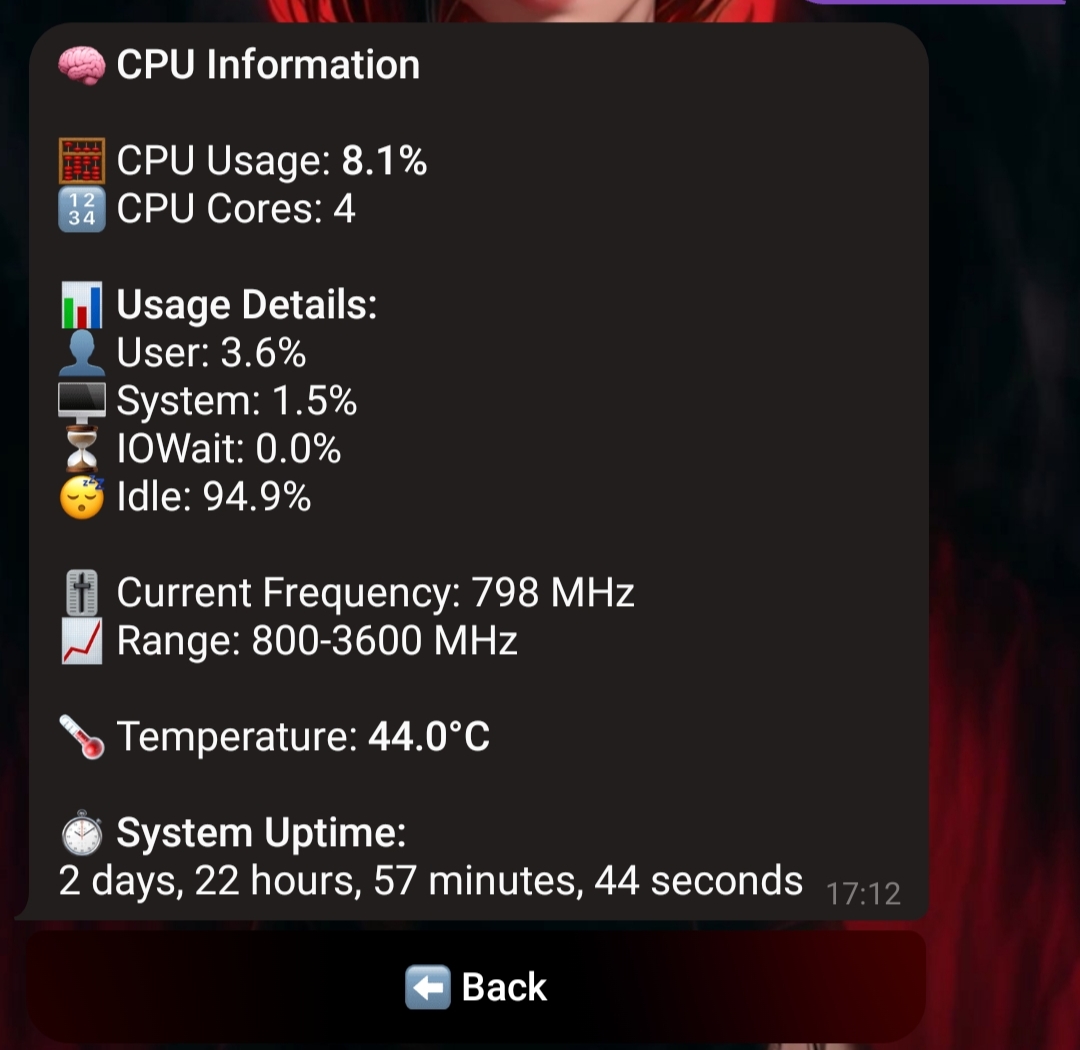 🧠 CPU Information
🧮 CPU Usage: 8.1%
🔢 CPU Cores: 4
📊 Usage Details:
👤 User: 3.6%
🖥 System: 1.5%
⏳ IOWait: 0.0%
😴 Idle: 94.9%
🎚 Current Frequency: 798 MHz
📈 Range: 800-3600 MHz
🌡 Temperature: 44.0°C
⏱ System Uptime:
2 days, 22 hours, 57 minutes, 44 seconds
17:12
⬅️ Back